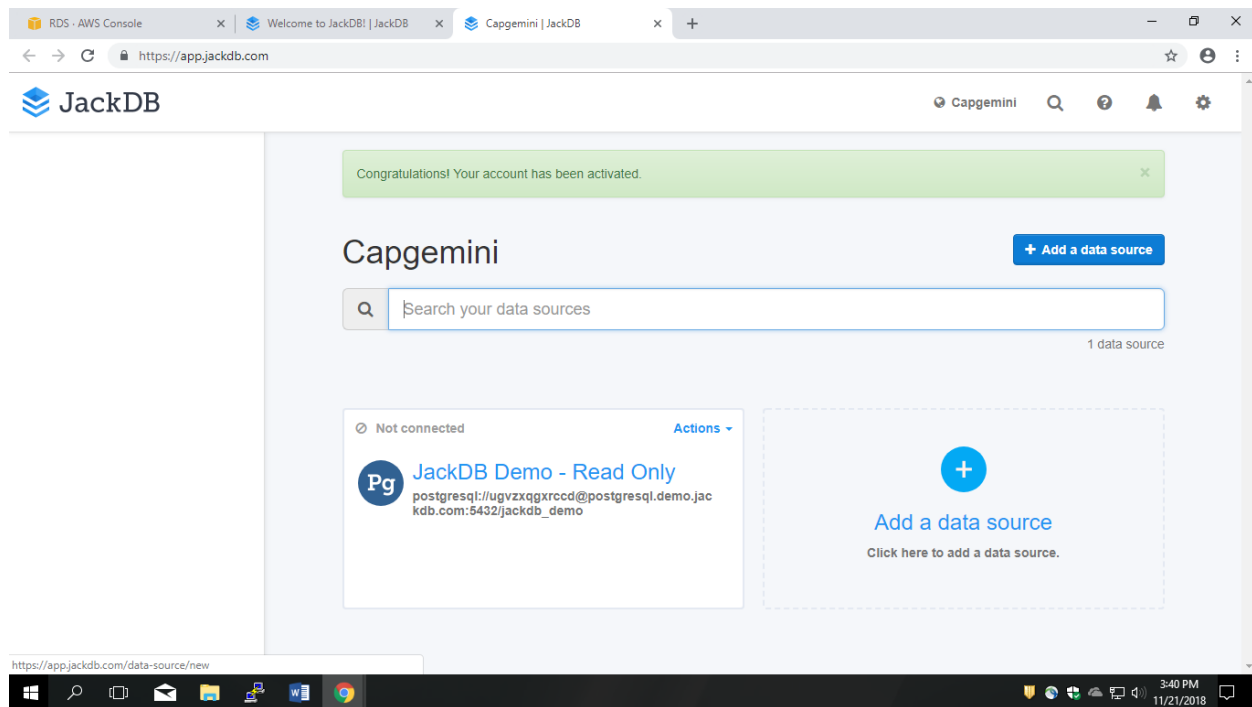 RDS · AWS Console
Welcome to JackDB! | JackDB
Capgemini | JackDB
https://app.jackdb.com
JackDB
Capgemini
Congratulations! Your account has been activated.
Capgemini
+ Add a data source
Search your data sources
1 data source
Not connected
Actions
Pg
JackDB Demo - Read Only
postgresql://ugvzxqgxrccd@postgresql.demo.jac
kdb.com:5432/jackdb_demo
Add a data source
Click here to add a data source.
https://app.jackdb.com/data-source/new
3:40 PM
11/21/2018